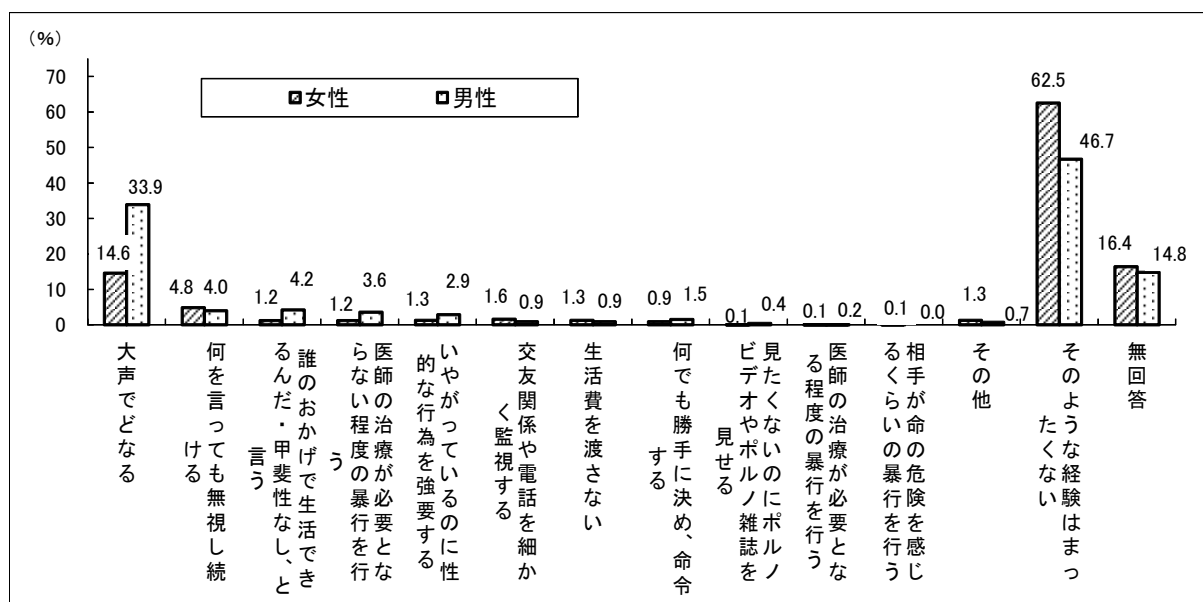 （%）
70
60
50
40
30
20
10
0
女性
男性
14.6
33.9
4.8
4.0
1.2
4.2
1.2
3.6
1.3
2.9
1.6
0.9
1.3
0.9
0.9
1.5
0.1
0.4
0.1
0.2
0.1
0.0
1.3
0.7
62.5
46.7
16.4
14.8
大声でどなる
何を言っても無視し続
ける
誰のおかげで生活でき
るんだ・甲斐性なし、と
言う
医師の治療が必要とな
らない程度の暴行を行
う
いやがっているのに性
的な行為を強要する
交友関係や電話を細か
く監視する
生活費を渡さない
何でも勝手に決め、命令
する
見たくないのにポルノ
ビデオやポルノ雑誌を
見せる
医師の治療が必要とな
る程度の暴行を行う
相手が命の危険を感じ
るくらいの暴行を行う
その他
そのような経験はまっ
たくない
無回答